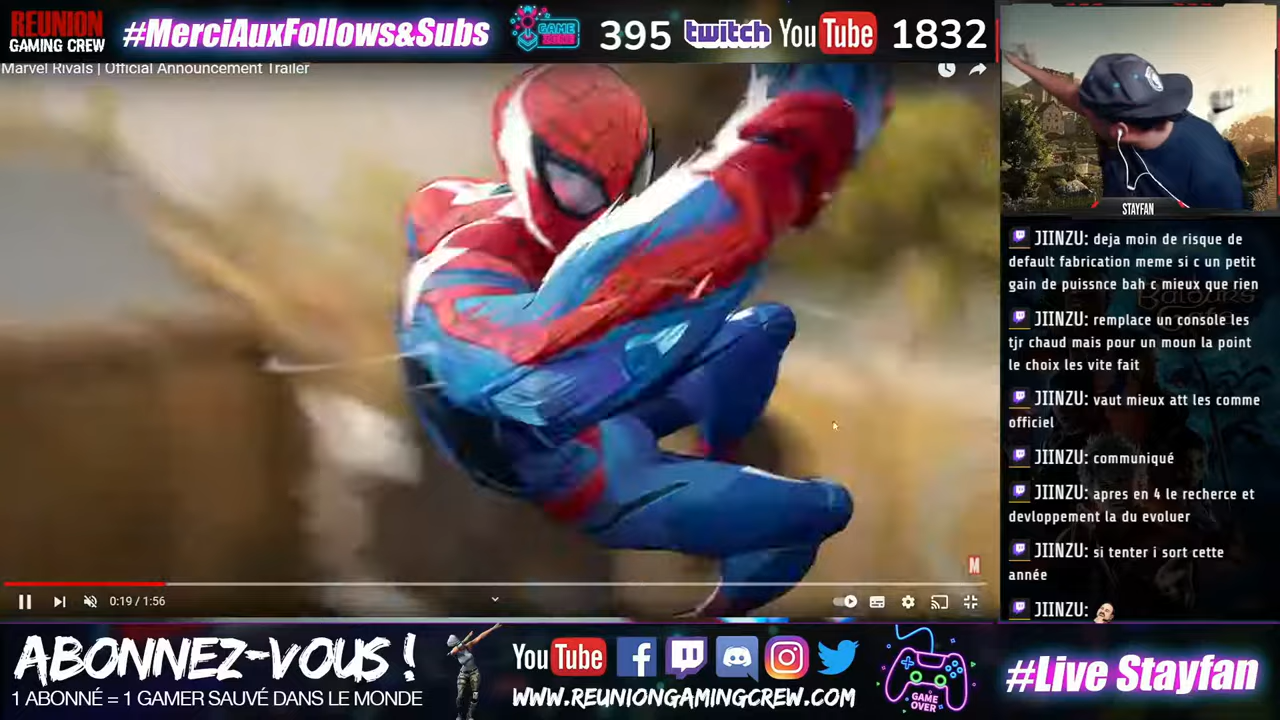 REUNION
GAMING CREW
#MerciAuxFollows&Subs
GAME
395
twitch
YouTube
1832
Marvel Rivals | Official Announcement Trailer
STAYFAN
JIINZU: deja moin de risque de
default fabrication meme si c un petit
gain de puissnce bah c mieux que rien
JIINZU: remplace un console les
tjr chaud mais pour un moun la point
le choix les vite fait
JIINZU: vaut mieux att les comme
officiel
JIINZU: communiqué
JIINZU: apres en 4 le recherce et
devloppement la du evoluer
JIINZU: si tenter i sort cette
année
JIINZU:
M
0:19 / 1:56
ABONNEZ-VOUS !
1 ABONNÉ = 1 GAMER SAUVÉ DANS LE MONDE
YouTube
WWW.REUNIONGAMINGCREW.COM
GAME
OVER
#Live Stayfan